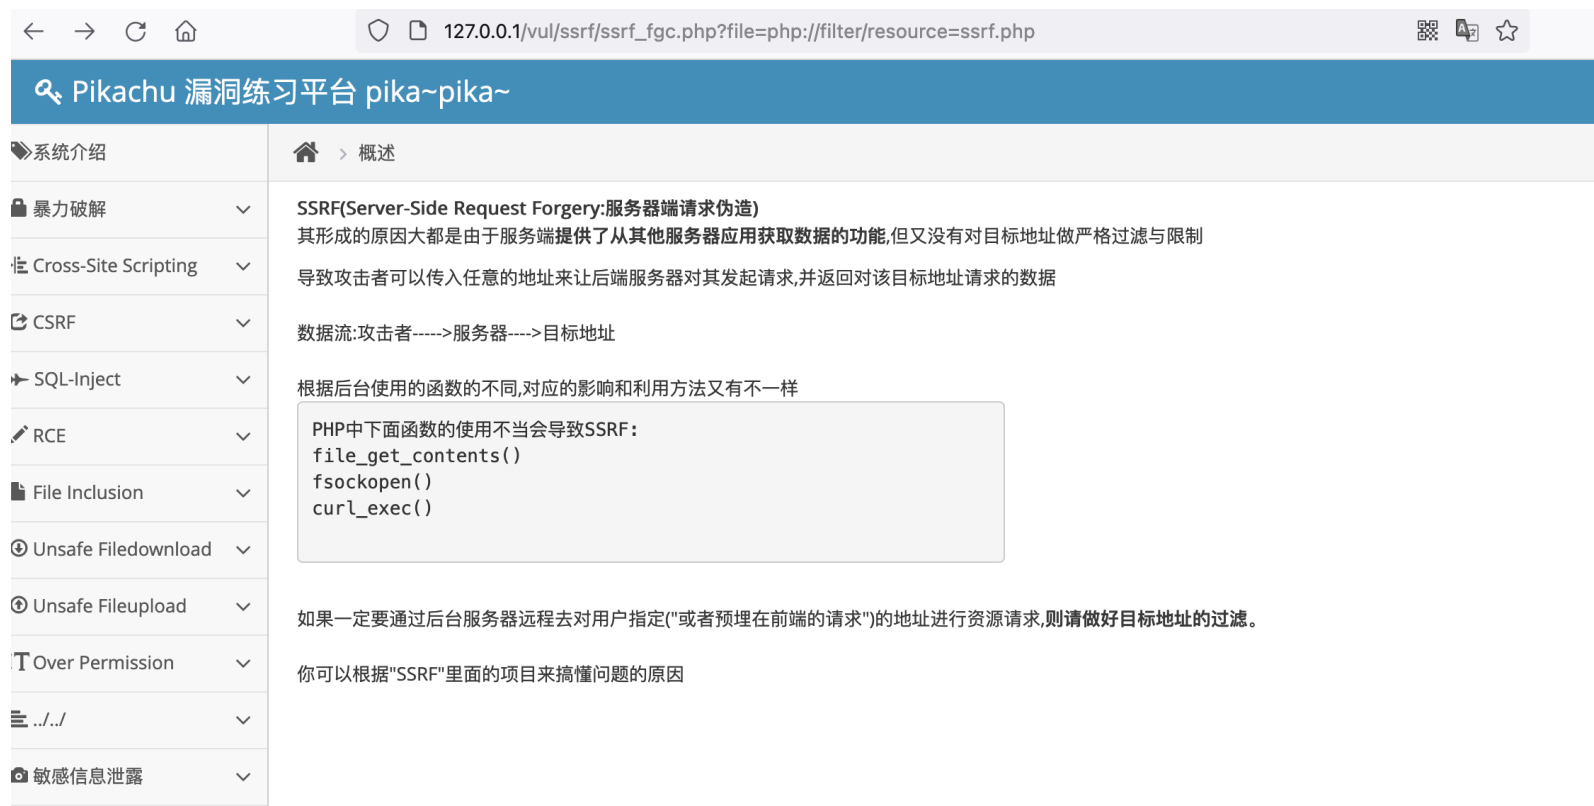 127.0.0.1/vul/ssrf/ssrf_fgc.php?file=php://filter/resource=ssrf.php
Pikachu 漏洞练习平台 pika~pika~
系统介绍
概述
暴力破解
Cross-Site Scripting
CSRF
SQL-Inject
RCE
File Inclusion
Unsafe Filedownload
Unsafe Fileupload
Over Permission
../../
敏感信息泄露
SSRF(Server-Side Request Forgery:服务器端请求伪造)
其形成的原因大都是由于服务端提供了从其他服务器应用获取数据的功能,但又没有对目标地址做严格过滤与限制
导致攻击者可以传入任意的地址来让后端服务器对其发起请求,并返回对该目标地址请求的数据
数据流:攻击者----->服务器---->目标地址
根据后台使用的函数的不同,对应的影响和利用方法又有不一样
PHP中下面函数的使用不当会导致SSRF:
file_get_contents()
fsockopen()
curl_exec()
如果一定要通过后台服务器远程去对用户指定("或者预埋在前端的请求")的地址进行资源请求,则请做好目标地址的过滤。
你可以根据"SSRF"里面的项目来搞懂问题的原因